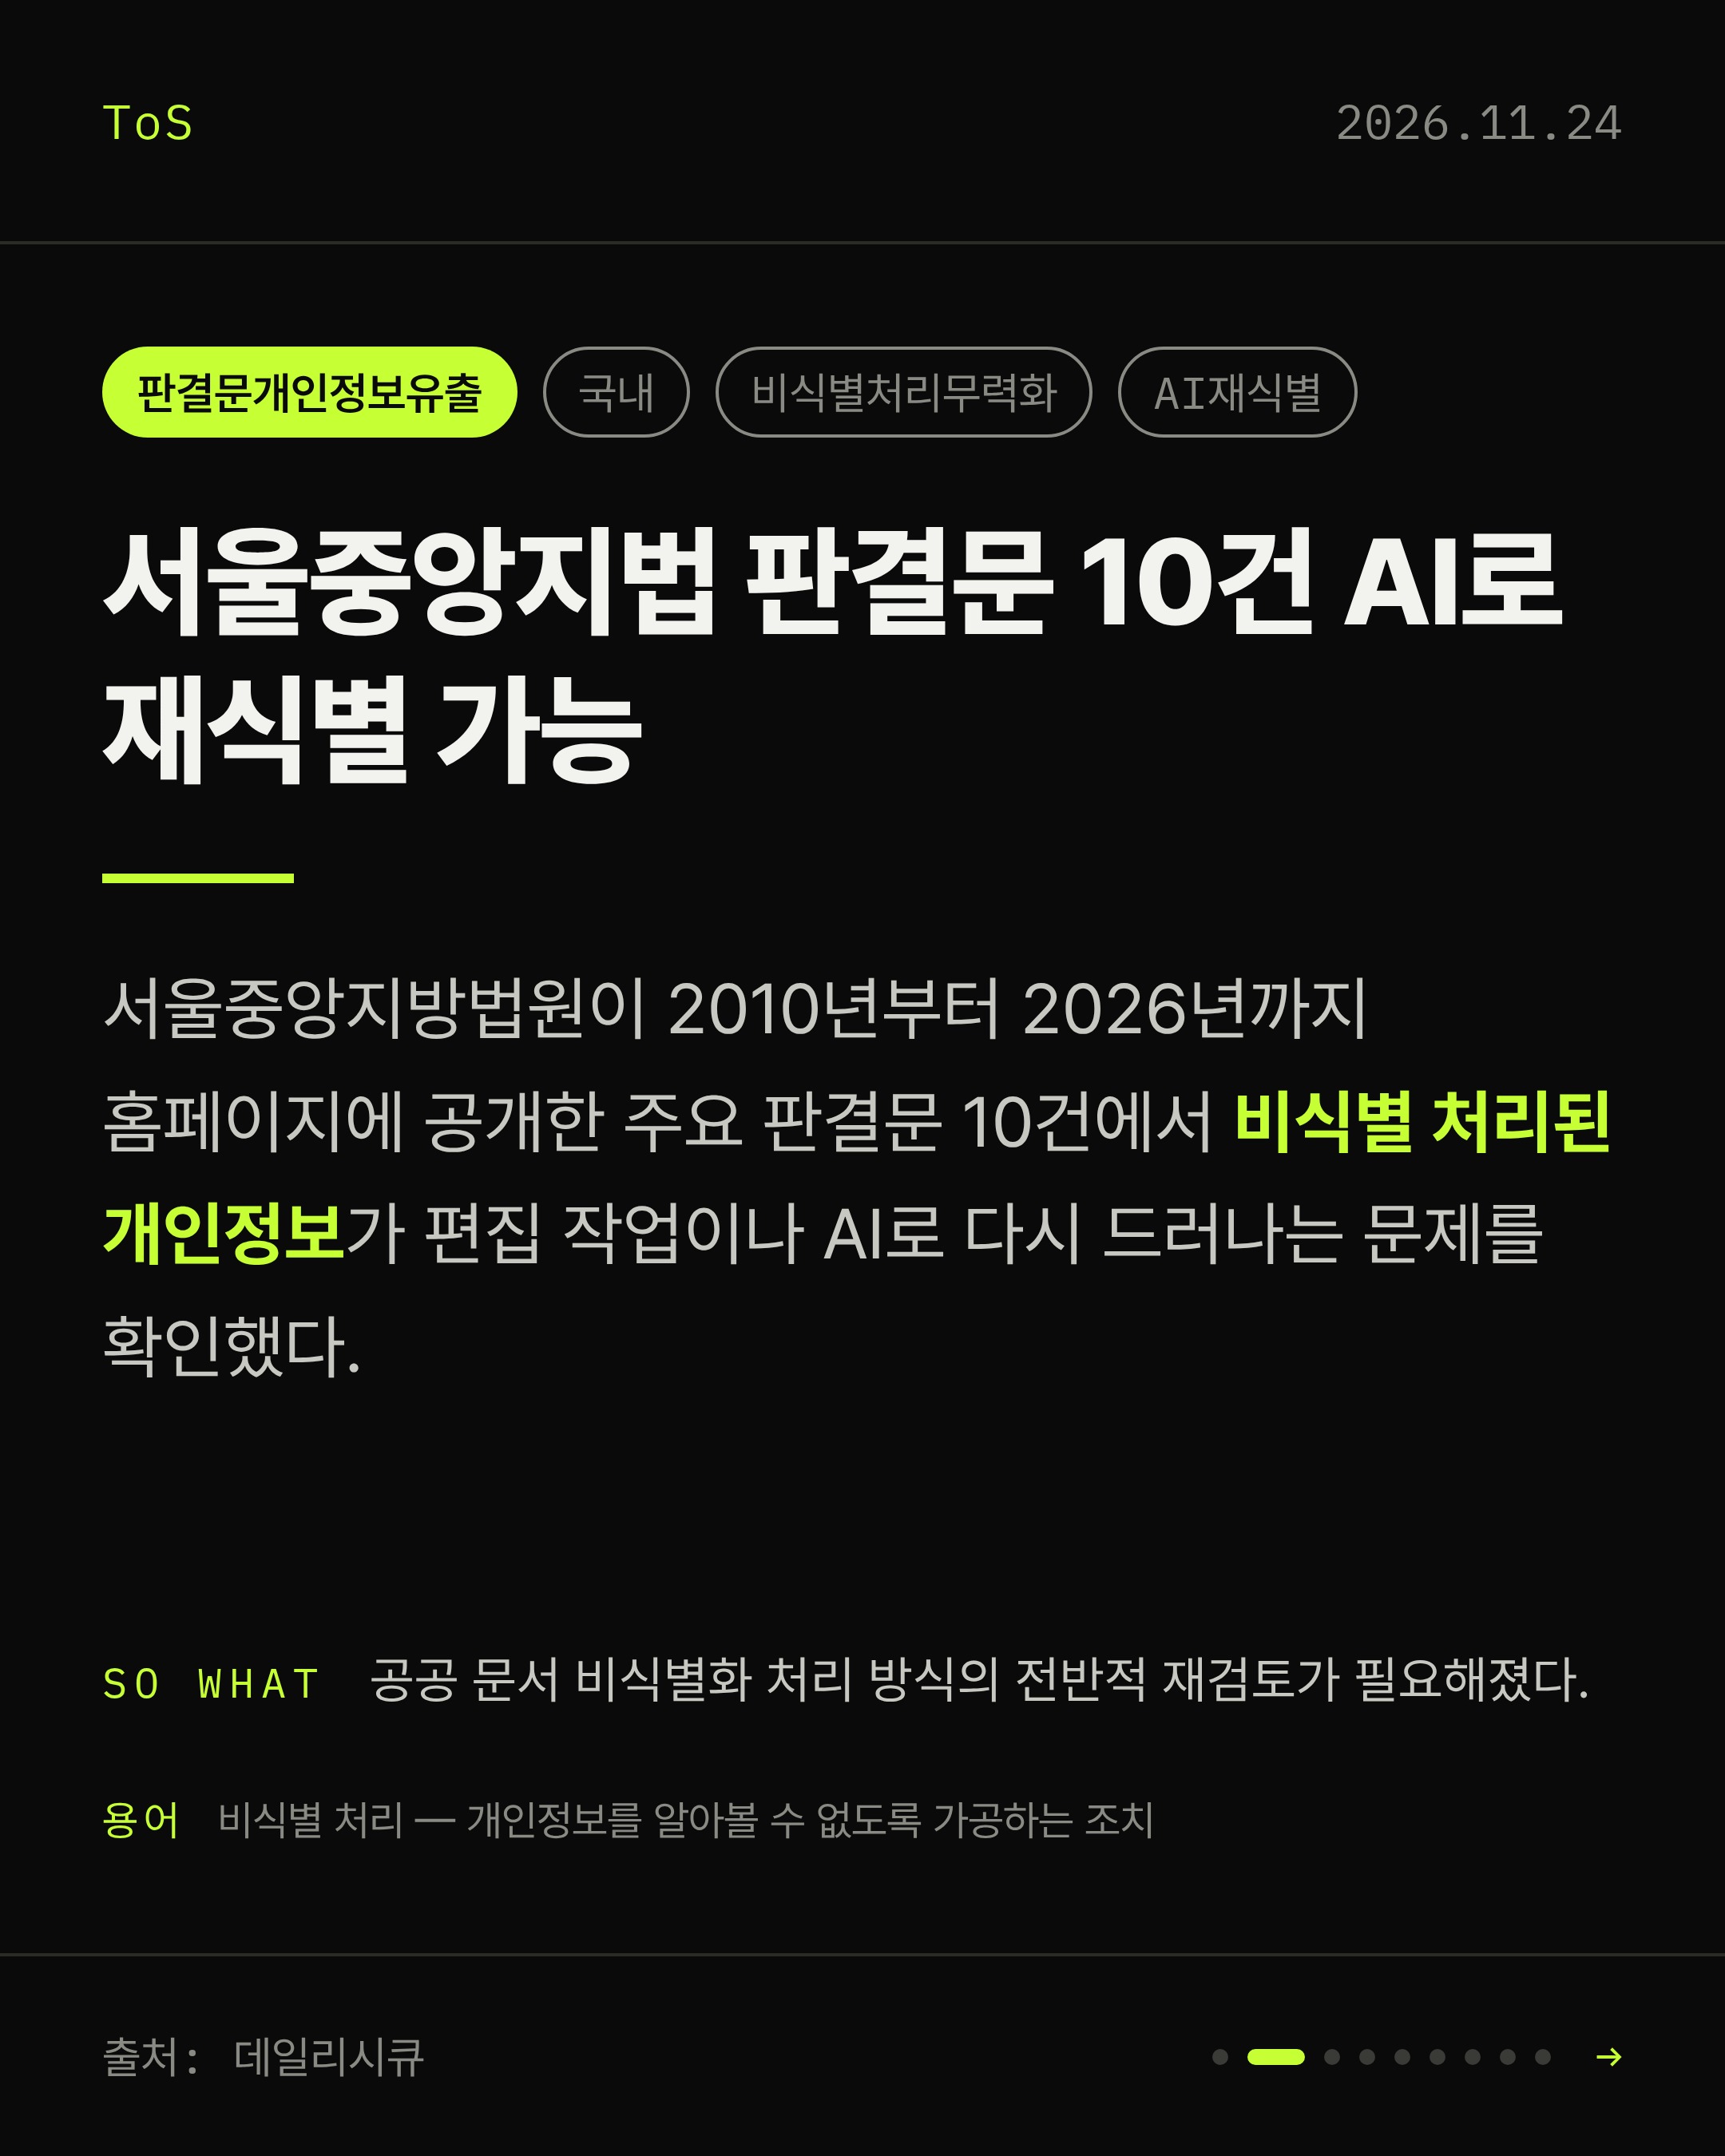 ToS
2026.11.24
판결문개인정보유출 국내 비식별처리무력화 AI재식별
서울중앙지법 판결문 10건 AI로
재식별 가능
서울중앙지방법원이 2010년부터 2026년까지
홈페이지에 공개한 주요 판결문 10건에서 비식별 처리된
개인정보가 편집 작업이나 AI로 다시 드러나는 문제를
확인했다.
SO WHAT 공공 문서 비식별화 처리 방식의 전반적 재검토가 필요해졌다.
용어 비식별 처리 — 개인정보를 알아볼 수 없도록 가공하는 조치
출처: 데일리시큐
→